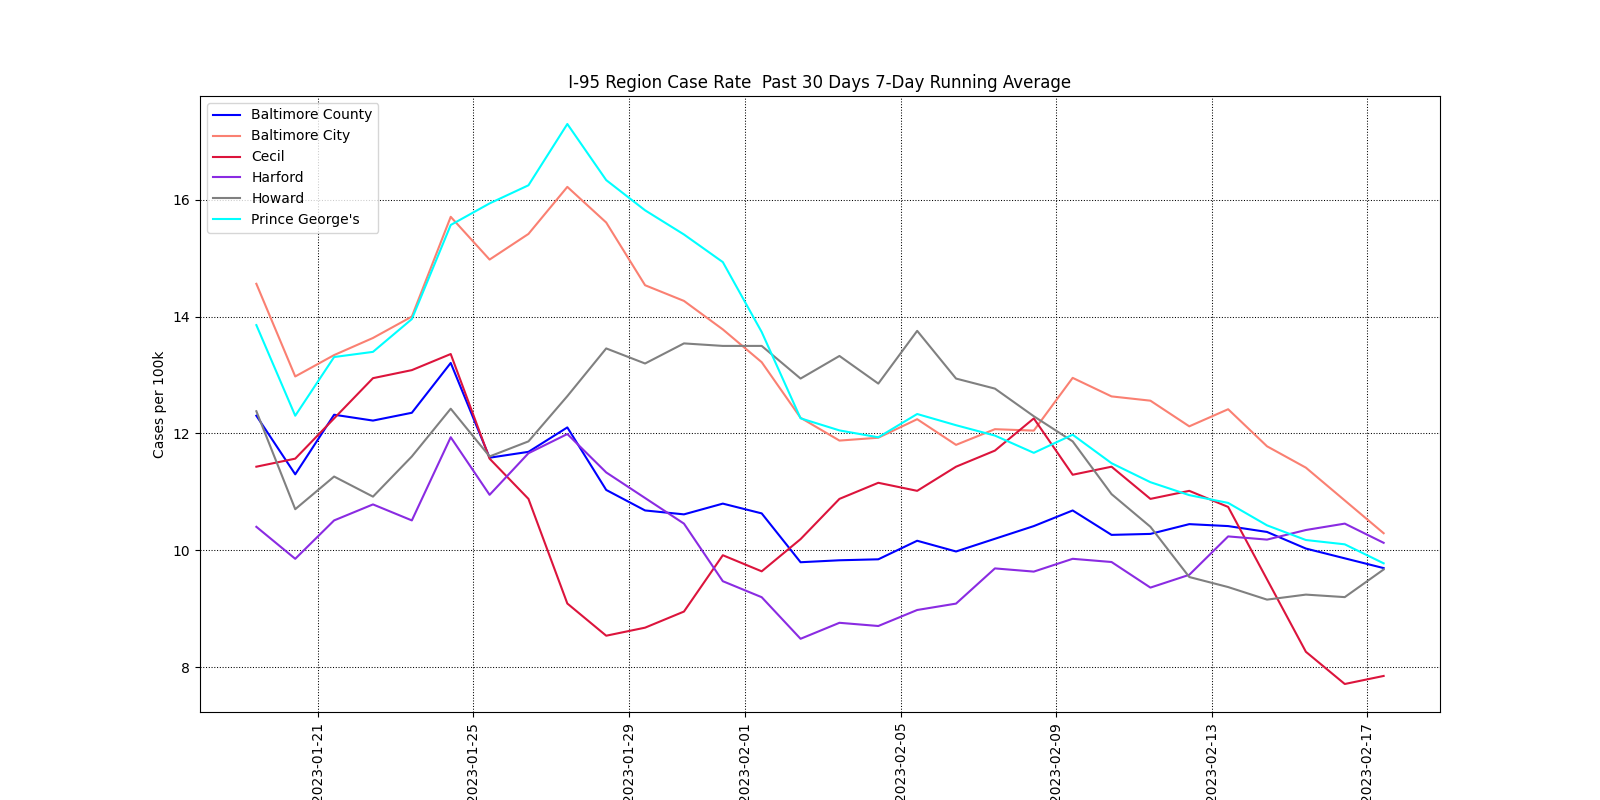 I-95 Region Case Rate  Past 30 Days 7-Day Running Average
Baltimore County
Baltimore City
Cecil
Harford
Howard
Prince George's
Cases per 100k
16
14
12
10
8
2023-01-21
2023-01-25
2023-01-29
2023-02-01
2023-02-05
2023-02-09
2023-02-13
2023-02-17